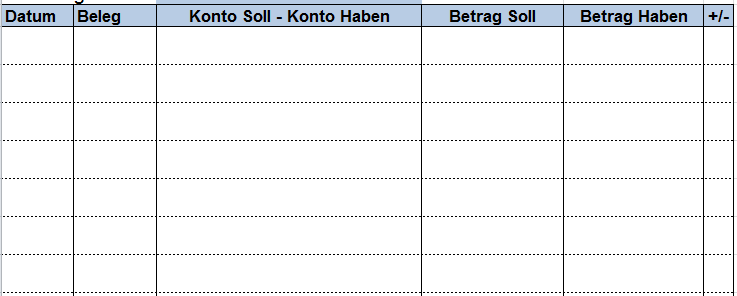 Datum Beleg Konto Soll - Konto Haben Betrag Soll Betrag Haben +/-